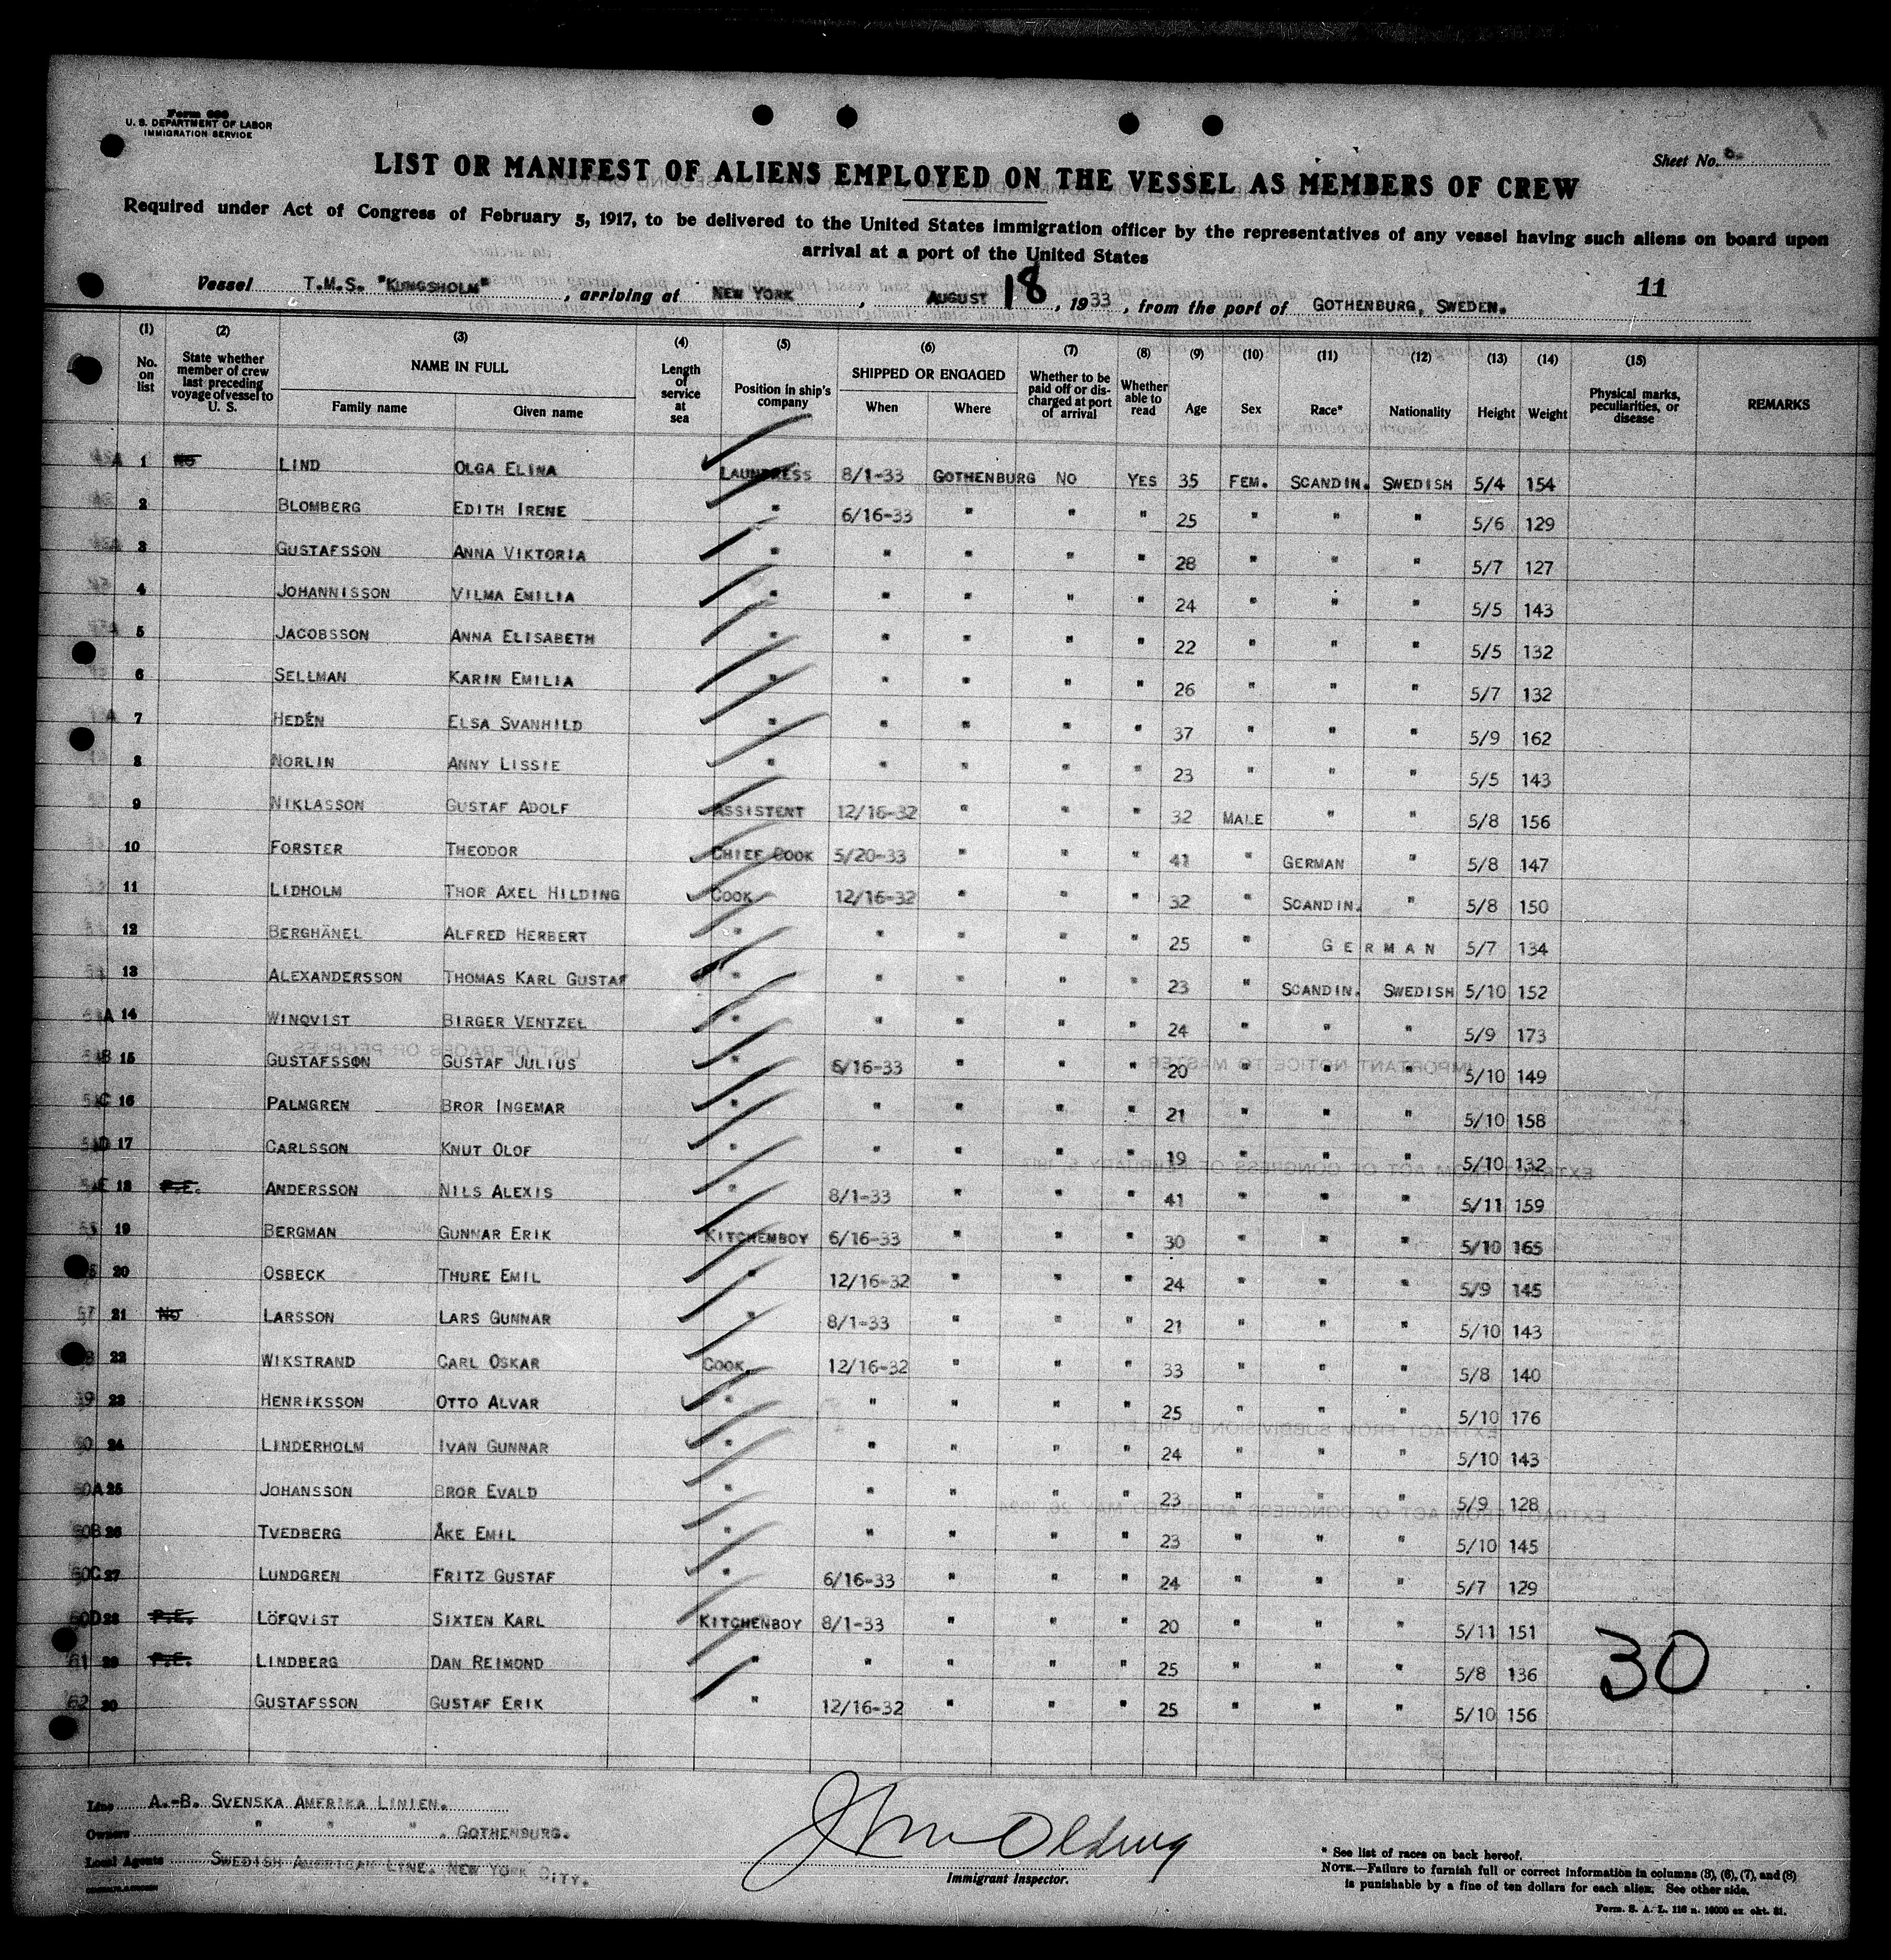 Form 680
U. S. DEPARTMENT OF LABOR
IMMIGRATION SERVICE
Sheet No.
LIST OR MANIFEST OF ALIENS EMPLOYED ON THE VESSEL AS MEMBERS OF CREW
Required under Act of Congress of February 5, 1917, to be delivered to the United States immigration officer by the representatives of any vessel having such aliens on board upon
arrival at a port of the United States
11
Vessel T.M.S. "KUNGSHOLM", arriving at NEW YORK, AUGUST 18, 1933, from the port of GOTHENBURG, SWEDEN.
(1) (2) (3) (4) (5) (6) (7) (8) (9) (10) (11) (12) (13) (14) (15)
No. on list State whether member of crew last preceding voyage of vessel to U. S. NAME IN FULL Family name Given name Length of service at sea Position in ship's company SHIPPED OR ENGAGED When Where Whether to be paid off or discharged at port of arrival Whether able to read Age Sex Race* Nationality Height Weight Physical marks, peculiarities, or disease REMARKS
1 NO LIND OLGA ELINA LAUNDRESS 8/1-33 GOTHENBURG NO YES 35 FEM. SCANDIN. SWEDISH 5/4 154
2 BLOMBERG EDITH IRENE " 6/16-33 " " " 25 " " " 5/6 129
3 GUSTAFSSON ANNA VIKTORIA " " " " " 28 " " " 5/7 127
4 JOHANNISSON VILMA EMILIA " " " " " 24 " " " 5/5 143
5 JACOBSSON ANNA ELISABETH " " " " " 22 " " " 5/5 132
6 SELLMAN KARIN EMILIA " " " " " 26 " " " 5/7 132
7 HEDÉN ELSA SVANHILD " " " " " 37 " " " 5/9 162
8 NORLIN ANNY LISSIE " " " " " 23 " " " 5/5 143
9 NIKLASSON GUSTAF ADOLF ASSISTENT 12/16-32 " " " 32 MALE " " 5/8 156
10 FORSTER THEODOR CHIEF COOK 5/20-33 " " " 41 " GERMAN " 5/8 147
11 LIDHOLM THOR AXEL HILDING COOK 12/16-32 " " " 32 " SCANDIN. " 5/8 150
12 BERGHÄNEL ALFRED HERBERT " " " " " 25 " GERMAN 5/7 134
13 ALEXANDERSSON THOMAS KARL GUSTAF " " " " " 23 " SCANDIN. SWEDISH 5/10 152
14 WINQVIST BIRGER VENTZEL " " " " " 24 " " " 5/9 173
15 GUSTAFSSON GUSTAF JULIUS " 6/16-33 " " " 20 " " " 5/10 149
16 PALMGREN BROR INGEMAR " " " " " 21 " " " 5/10 158
17 CARLSSON KNUT OLOF " " " " " 19 " " " 5/10 132
18 P.E. ANDERSSON NILS ALEXIS " 8/1-33 " " " 41 " " " 5/11 159
19 BERGMAN GUNNAR ERIK KITCHENBOY 6/16-33 " " " 30 " " " 5/10 165
20 OSBECK THURE EMIL " 12/16-32 " " " 24 " " " 5/9 145
21 NO LARSSON LARS GUNNAR " 8/1-33 " " " 21 " " " 5/10 143
22 WIKSTRAND CARL OSKAR COOK 12/16-32 " " " 33 " " " 5/8 140
23 HENRIKSSON OTTO ALVAR " " " " " 25 " " " 5/10 176
24 LINDERHOLM IVAN GUNNAR " " " " " 24 " " " 5/10 143
60A 25 JOHANSSON BROR EVALD " " " " " 23 " " " 5/9 128
60B 26 TVEDBERG ÅKE EMIL " " " " " 23 " " " 5/10 145
60C 27 LUNDGREN FRITZ GUSTAF " 6/16-33 " " " 24 " " " 5/7 129
60D 28 P.E. LÖFQVIST SIXTEN KARL KITCHENBOY 8/1-33 " " " 20 " " " 5/11 151
61 29 P.E. LINDBERG DAN REIMOND " " " " " 25 " " " 5/8 136
62 30 GUSTAFSSON GUSTAF ERIK " 12/16-32 " " " 25 " " " 5/10 156
30
Line A.-B. SVENSKA AMERIKA LINIEN.
Owners " " " , GOTHENBURG.
Local Agents SWEDISH AMERICAN LINE. NEW YORK CITY.
Immigrant Inspector.
* See list of races on back hereof.
NOTE.—Failure to furnish full or correct information in columns (3), (6), (7), and (8)
is punishable by a fine of ten dollars for each alien. See other side.
Form. S. A. L. 116 n. 10000 ex okt. 31.